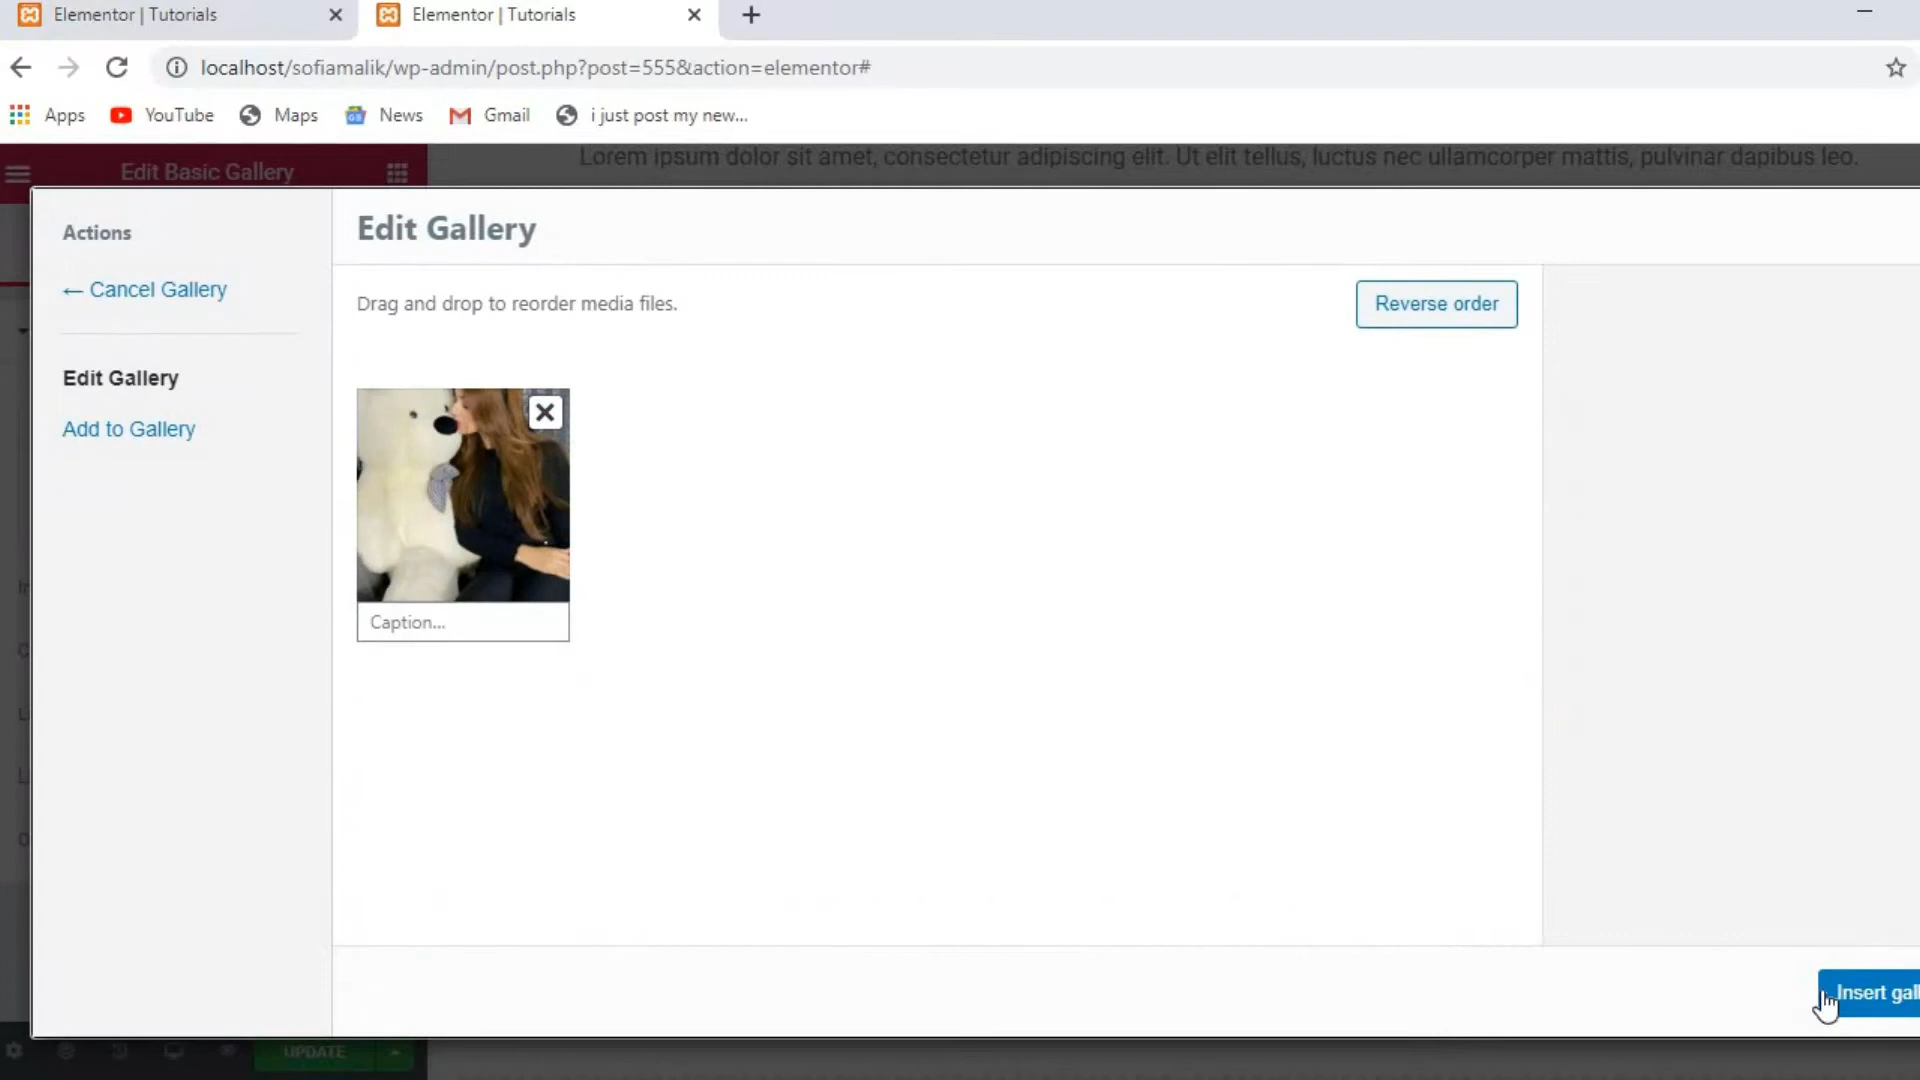 Elementor | Tutorials
Elementor | Tutorials
localhost/sofiamalik/wp-admin/post.php?post=555&action=elementor#
Apps
YouTube
Maps
News
Gmail
i just post my new...
Edit Basic Gallery
Lorem ipsum dolor sit amet, consectetur adipiscing elit. Ut elit tellus, luctus nec ullamcorper mattis, pulvinar dapibus leo.
Actions
← Cancel Gallery
Edit Gallery
Add to Gallery
Edit Gallery
Drag and drop to reorder media files.
Reverse order
Caption...
Insert gall
UPDATE